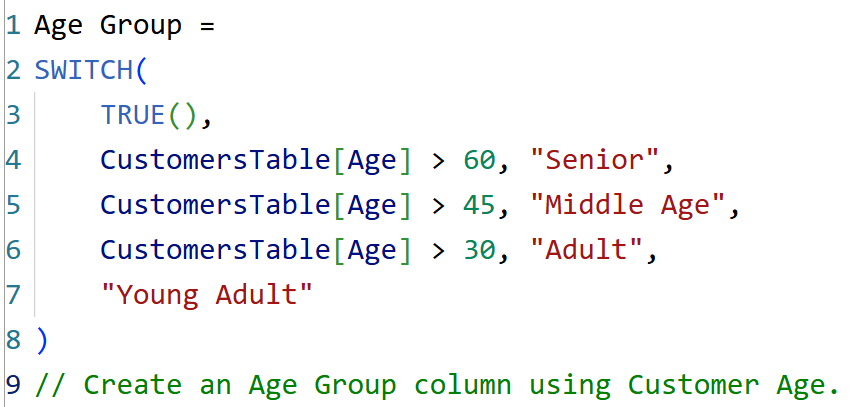 1 Age Group =
2 SWITCH(
3     TRUE(),
4     CustomersTable[Age] > 60, "Senior",
5     CustomersTable[Age] > 45, "Middle Age",
6     CustomersTable[Age] > 30, "Adult",
7     "Young Adult"
8 )
9 // Create an Age Group column using Customer Age.